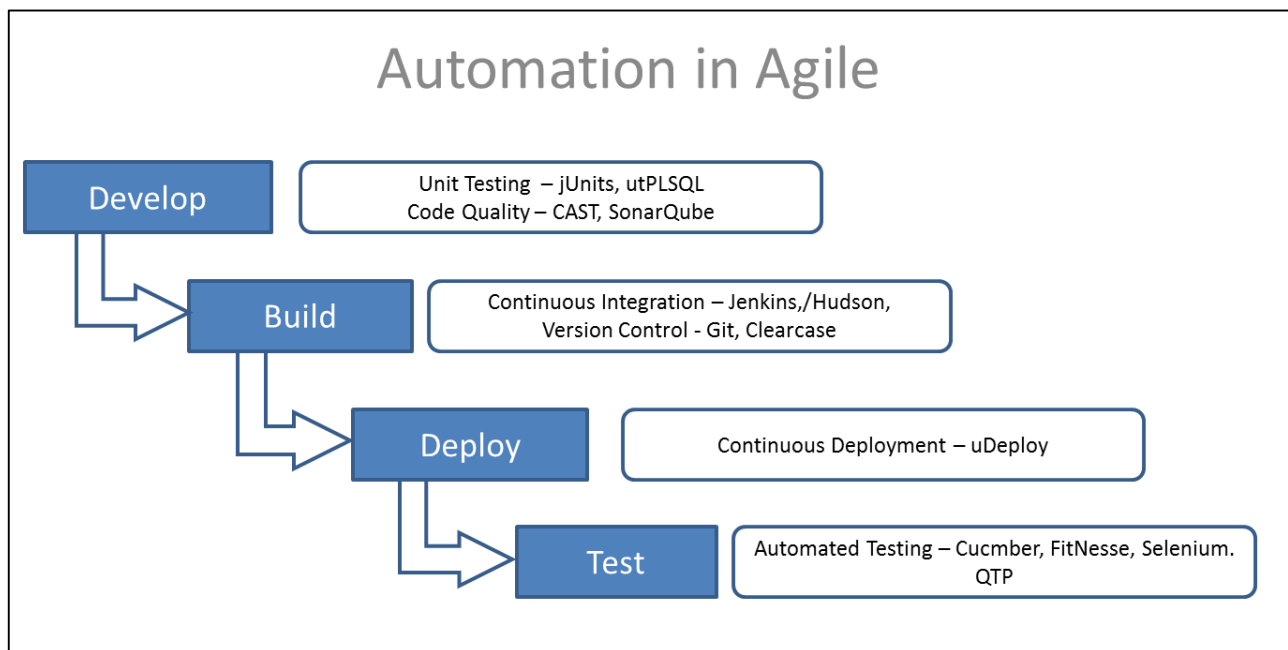 Automation in Agile
Develop
Unit Testing – jUnits, utPLSQL
Code Quality – CAST, SonarQube
Build
Continuous Integration – Jenkins,/Hudson,
Version Control - Git, Clearcase
Deploy
Continuous Deployment – uDeploy
Test
Automated Testing – Cucmber, FitNesse, Selenium.
QTP